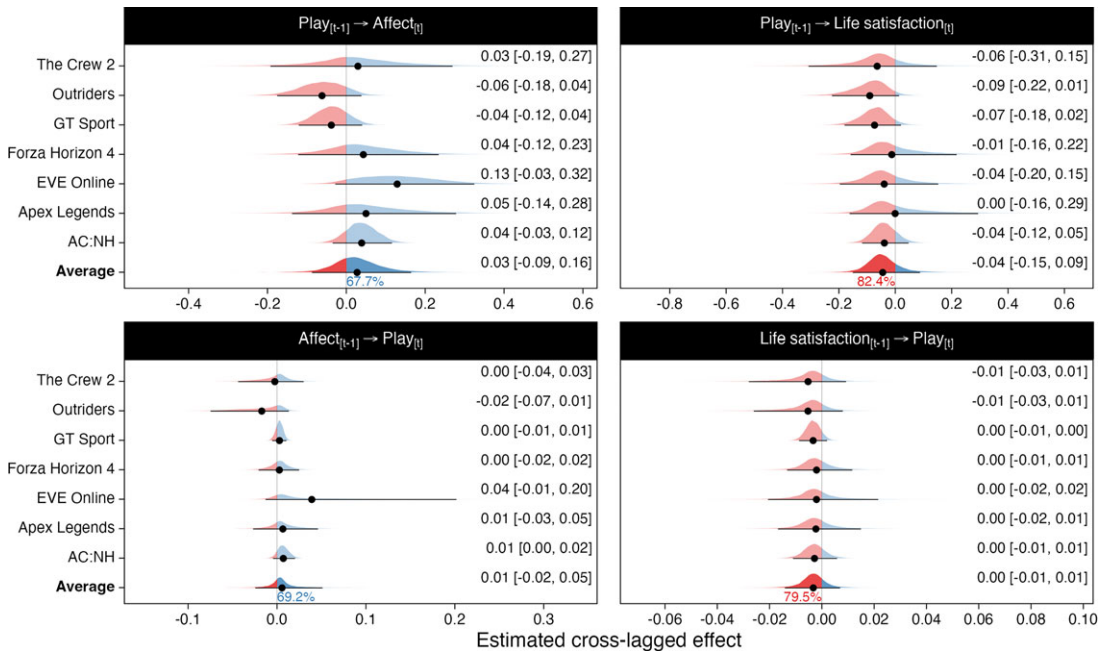 Play[t-1] → Affect[t]
The Crew 2 0.03 [-0.19, 0.27]
Outriders -0.06 [-0.18, 0.04]
GT Sport -0.04 [-0.12, 0.04]
Forza Horizon 4 0.04 [-0.12, 0.23]
EVE Online 0.13 [-0.03, 0.32]
Apex Legends 0.05 [-0.14, 0.28]
AC:NH 0.04 [-0.03, 0.12]
Average 0.03 [-0.09, 0.16]
67.7%
-0.4 -0.2 0.0 0.2 0.4 0.6
Play[t-1] → Life satisfaction[t]
-0.06 [-0.31, 0.15]
-0.09 [-0.22, 0.01]
-0.07 [-0.18, 0.02]
-0.01 [-0.16, 0.22]
-0.04 [-0.20, 0.15]
0.00 [-0.16, 0.29]
-0.04 [-0.12, 0.05]
-0.04 [-0.15, 0.09]
82.4%
-0.8 -0.6 -0.4 -0.2 0.0 0.2 0.4 0.6
Affect[t-1] → Play[t]
The Crew 2 0.00 [-0.04, 0.03]
Outriders -0.02 [-0.07, 0.01]
GT Sport 0.00 [-0.01, 0.01]
Forza Horizon 4 0.00 [-0.02, 0.02]
EVE Online 0.04 [-0.01, 0.20]
Apex Legends 0.01 [-0.03, 0.05]
AC:NH 0.01 [0.00, 0.02]
Average 0.01 [-0.02, 0.05]
69.2%
-0.1 0.0 0.1 0.2 0.3
Life satisfaction[t-1] → Play[t]
-0.01 [-0.03, 0.01]
-0.01 [-0.03, 0.01]
0.00 [-0.01, 0.00]
0.00 [-0.01, 0.01]
0.00 [-0.02, 0.02]
0.00 [-0.02, 0.01]
0.00 [-0.01, 0.01]
0.00 [-0.01, 0.01]
79.5%
-0.06 -0.04 -0.02 0.00 0.02 0.04 0.06 0.08 0.10
Estimated cross-lagged effect